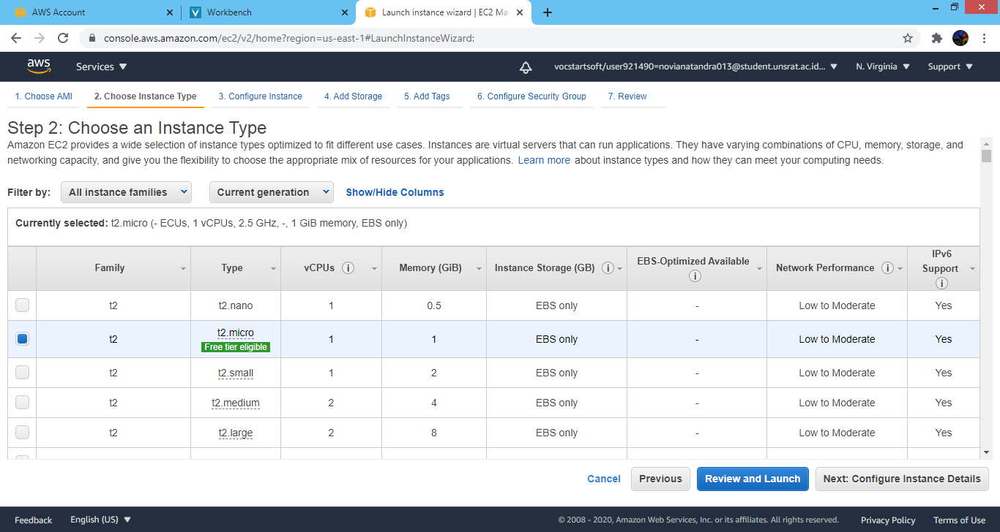 AWS Account
Workbench
Launch instance wizard | EC2 Ma
console.aws.amazon.com/ec2/v2/home?region=us-east-1#LaunchInstanceWizard:
aws
Services
vocstartsoft/user921490=novianatandra013@student.unsrat.ac.id...
N. Virginia
Support
1. Choose AMI
2. Choose Instance Type
3. Configure Instance
4. Add Storage
5. Add Tags
6. Configure Security Group
7. Review
Step 2: Choose an Instance Type
Amazon EC2 provides a wide selection of instance types optimized to fit different use cases. Instances are virtual servers that can run applications. They have varying combinations of CPU, memory, storage, and
networking capacity, and give you the flexibility to choose the appropriate mix of resources for your applications. Learn more about instance types and how they can meet your computing needs.
Filter by: All instance families Current generation Show/Hide Columns
Currently selected: t2.micro (- ECUs, 1 vCPUs, 2.5 GHz, -, 1 GiB memory, EBS only)
Family Type vCPUs Memory (GiB) Instance Storage (GB) EBS-Optimized Available Network Performance IPv6 Support
t2 t2.nano 1 0.5 EBS only - Low to Moderate Yes
t2 t2.micro 1 1 EBS only - Low to Moderate Yes
Free tier eligible
t2 t2.small 1 2 EBS only - Low to Moderate Yes
t2 t2.medium 2 4 EBS only - Low to Moderate Yes
t2 t2.large 2 8 EBS only - Low to Moderate Yes
Cancel Previous Review and Launch Next: Configure Instance Details
Feedback English (US) © 2008 - 2020, Amazon Web Services, Inc. or its affiliates. All rights reserved. Privacy Policy Terms of Use